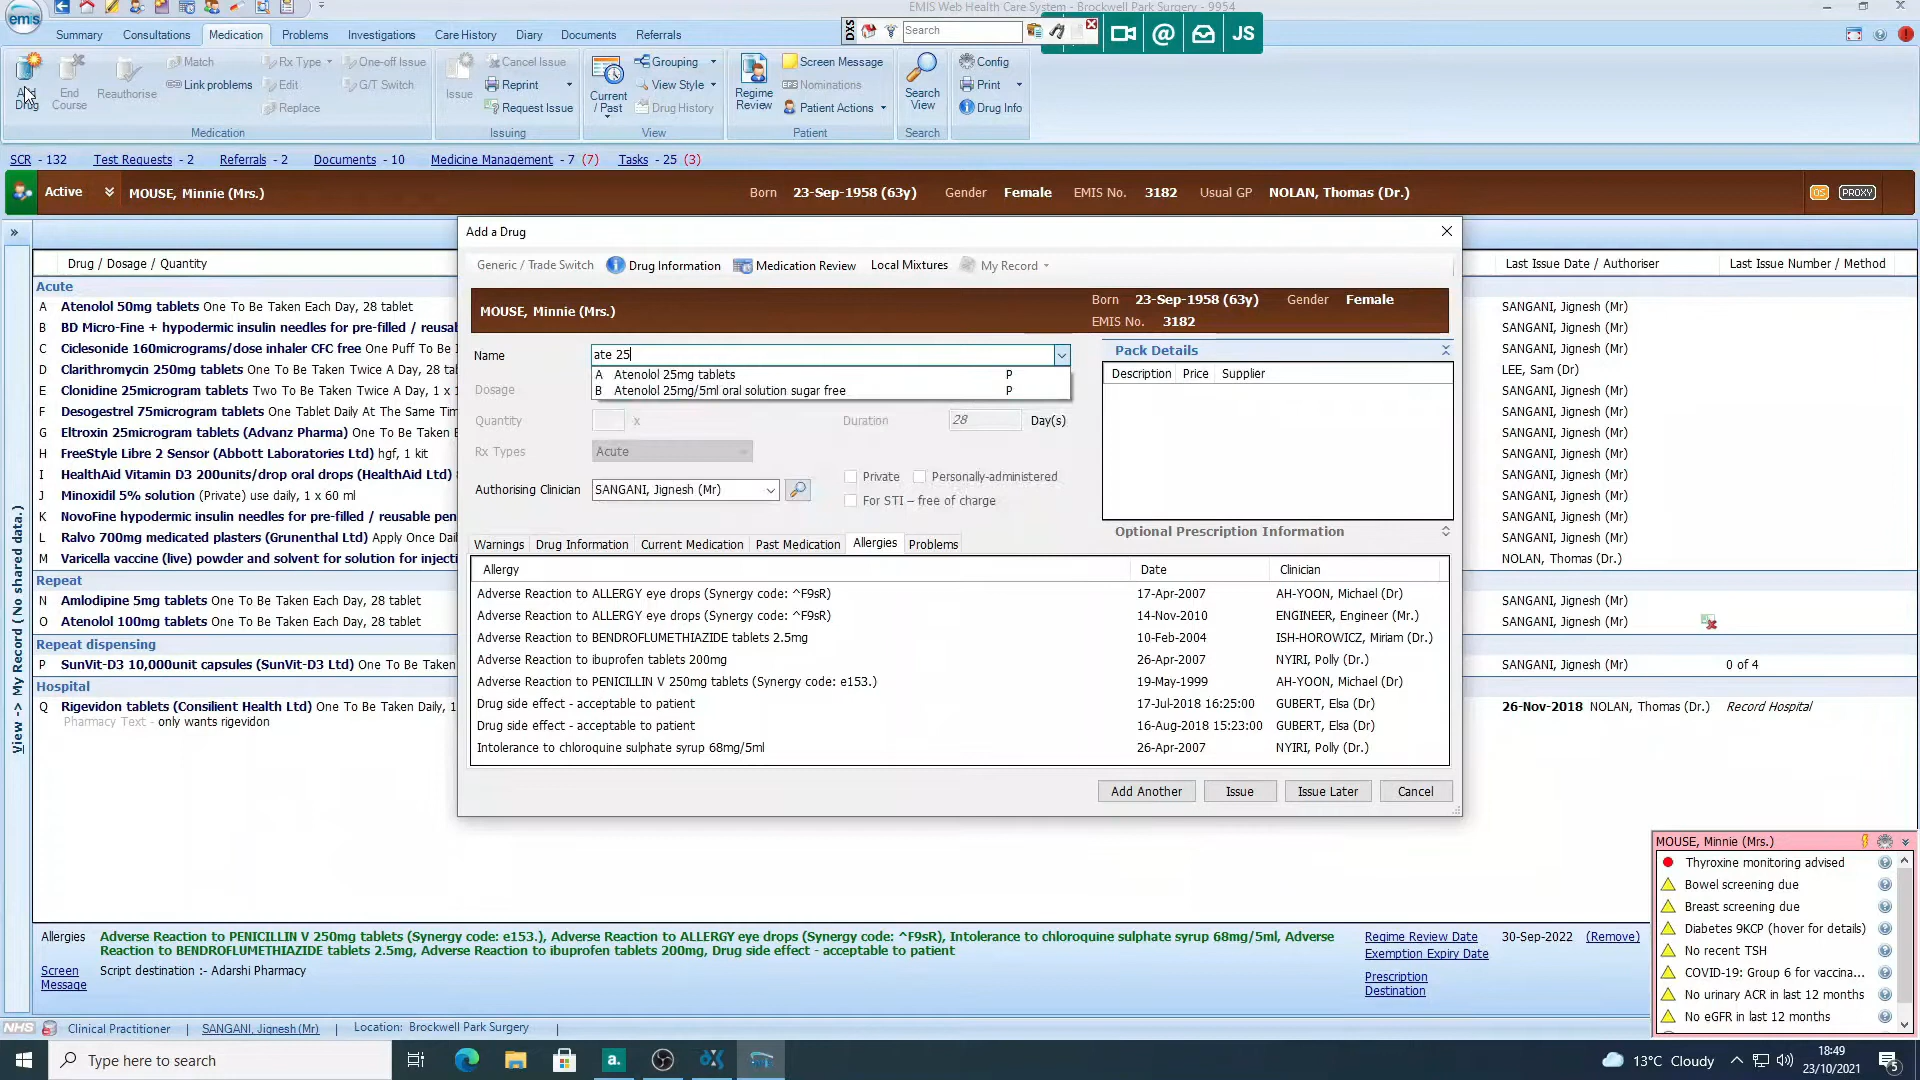 emis
EMIS Web Health Care System - Brockwell Park Surgery - 9954
Summary Consultations Medication Problems Investigations Care History Diary Documents Referrals
DXS Search
@ JS
Add Drug
End Course
Reauthorise
Match
Link problems
Rx Type
Edit
Replace
One-off Issue
G/T Switch
Medication
Issue
Cancel Issue
Reprint
Request Issue
Issuing
Current / Past
Grouping
View Style
Drug History
View
Regime Review
Screen Message
Nominations
Patient Actions
Patient
Search View
Search
Config
Print
Drug Info
SCR - 132 Test Requests - 2 Referrals - 2 Documents - 10 Medicine Management - 7 (7) Tasks - 25 (3)
Active MOUSE, Minnie (Mrs.) Born 23-Sep-1958 (63y) Gender Female EMIS No. 3182 Usual GP NOLAN, Thomas (Dr.) OS PROXY
»
View -> My Record (No shared data.)
Drug / Dosage / Quantity
Acute
A Atenolol 50mg tablets One To Be Taken Each Day, 28 tablet
B BD Micro-Fine + hypodermic insulin needles for pre-filled / reusab
C Ciclesonide 160micrograms/dose inhaler CFC free One Puff To Be I
D Clarithromycin 250mg tablets One To Be Taken Twice A Day, 28 tab
E Clonidine 25microgram tablets Two To Be Taken Twice A Day, 1 x 1
F Desogestrel 75microgram tablets One Tablet Daily At The Same Time
G Eltroxin 25microgram tablets (Advanz Pharma) One To Be Taken E
H FreeStyle Libre 2 Sensor (Abbott Laboratories Ltd) hgf, 1 kit
I HealthAid Vitamin D3 200units/drop oral drops (HealthAid Ltd)
J Minoxidil 5% solution (Private) use daily, 1 x 60 ml
K NovoFine hypodermic insulin needles for pre-filled / reusable pen
L Ralvo 700mg medicated plasters (Grunenthal Ltd) Apply Once Dail
M Varicella vaccine (live) powder and solvent for solution for injecti
Repeat
N Amlodipine 5mg tablets One To Be Taken Each Day, 28 tablet
O Atenolol 100mg tablets One To Be Taken Each Day, 28 tablet
Repeat dispensing
P SunVit-D3 10,000unit capsules (SunVit-D3 Ltd) One To Be Taken
Hospital
Q Rigevidon tablets (Consilient Health Ltd) One To Be Taken Daily, 1
Pharmacy Text - only wants rigevidon
Add a Drug
Generic / Trade Switch Drug Information Medication Review Local Mixtures My Record
MOUSE, Minnie (Mrs.) Born 23-Sep-1958 (63y) Gender Female
EMIS No. 3182
Name ate 25
A Atenolol 25mg tablets P
B Atenolol 25mg/5ml oral solution sugar free P
Dosage
Quantity x Duration 28 Day(s)
Rx Types Acute
Authorising Clinician SANGANI, Jignesh (Mr)
Private Personally-administered
For STI – free of charge
Pack Details
Description Price Supplier
Optional Prescription Information
Warnings Drug Information Current Medication Past Medication Allergies Problems
Allergy Date Clinician
Adverse Reaction to ALLERGY eye drops (Synergy code: ^F9sR) 17-Apr-2007 AH-YOON, Michael (Dr)
Adverse Reaction to ALLERGY eye drops (Synergy code: ^F9sR) 14-Nov-2010 ENGINEER, Engineer (Mr.)
Adverse Reaction to BENDROFLUMETHIAZIDE tablets 2.5mg 10-Feb-2004 ISH-HOROWICZ, Miriam (Dr.)
Adverse Reaction to ibuprofen tablets 200mg 26-Apr-2007 NYIRI, Polly (Dr.)
Adverse Reaction to PENICILLIN V 250mg tablets (Synergy code: e153.) 19-May-1999 AH-YOON, Michael (Dr)
Drug side effect - acceptable to patient 17-Jul-2018 16:25:00 GUBERT, Elsa (Dr)
Drug side effect - acceptable to patient 16-Aug-2018 15:23:00 GUBERT, Elsa (Dr)
Intolerance to chloroquine sulphate syrup 68mg/5ml 26-Apr-2007 NYIRI, Polly (Dr.)
Add Another Issue Issue Later Cancel
Last Issue Date / Authoriser Last Issue Number / Method
SANGANI, Jignesh (Mr)
SANGANI, Jignesh (Mr)
SANGANI, Jignesh (Mr)
LEE, Sam (Dr)
SANGANI, Jignesh (Mr)
SANGANI, Jignesh (Mr)
SANGANI, Jignesh (Mr)
SANGANI, Jignesh (Mr)
SANGANI, Jignesh (Mr)
SANGANI, Jignesh (Mr)
SANGANI, Jignesh (Mr)
SANGANI, Jignesh (Mr)
NOLAN, Thomas (Dr.)
SANGANI, Jignesh (Mr)
SANGANI, Jignesh (Mr)
SANGANI, Jignesh (Mr) 0 of 4
26-Nov-2018 NOLAN, Thomas (Dr.) Record Hospital
MOUSE, Minnie (Mrs.)
Thyroxine monitoring advised
Bowel screening due
Breast screening due
Diabetes 9KCP (hover for details)
No recent TSH
COVID-19: Group 6 for vaccina...
No urinary ACR in last 12 months
No eGFR in last 12 months
Allergies Adverse Reaction to PENICILLIN V 250mg tablets (Synergy code: e153.), Adverse Reaction to ALLERGY eye drops (Synergy code: ^F9sR), Intolerance to chloroquine sulphate syrup 68mg/5ml, Adverse
Reaction to BENDROFLUMETHIAZIDE tablets 2.5mg, Adverse Reaction to ibuprofen tablets 200mg, Drug side effect - acceptable to patient
Screen Message Script destination :- Adarshi Pharmacy
Regime Review Date 30-Sep-2022 (Remove)
Exemption Expiry Date
Prescription
Destination
NHS Clinical Practitioner | SANGANI, Jignesh (Mr) | Location: Brockwell Park Surgery |
Type here to search
a.
13°C Cloudy
18:49
23/10/2021
5